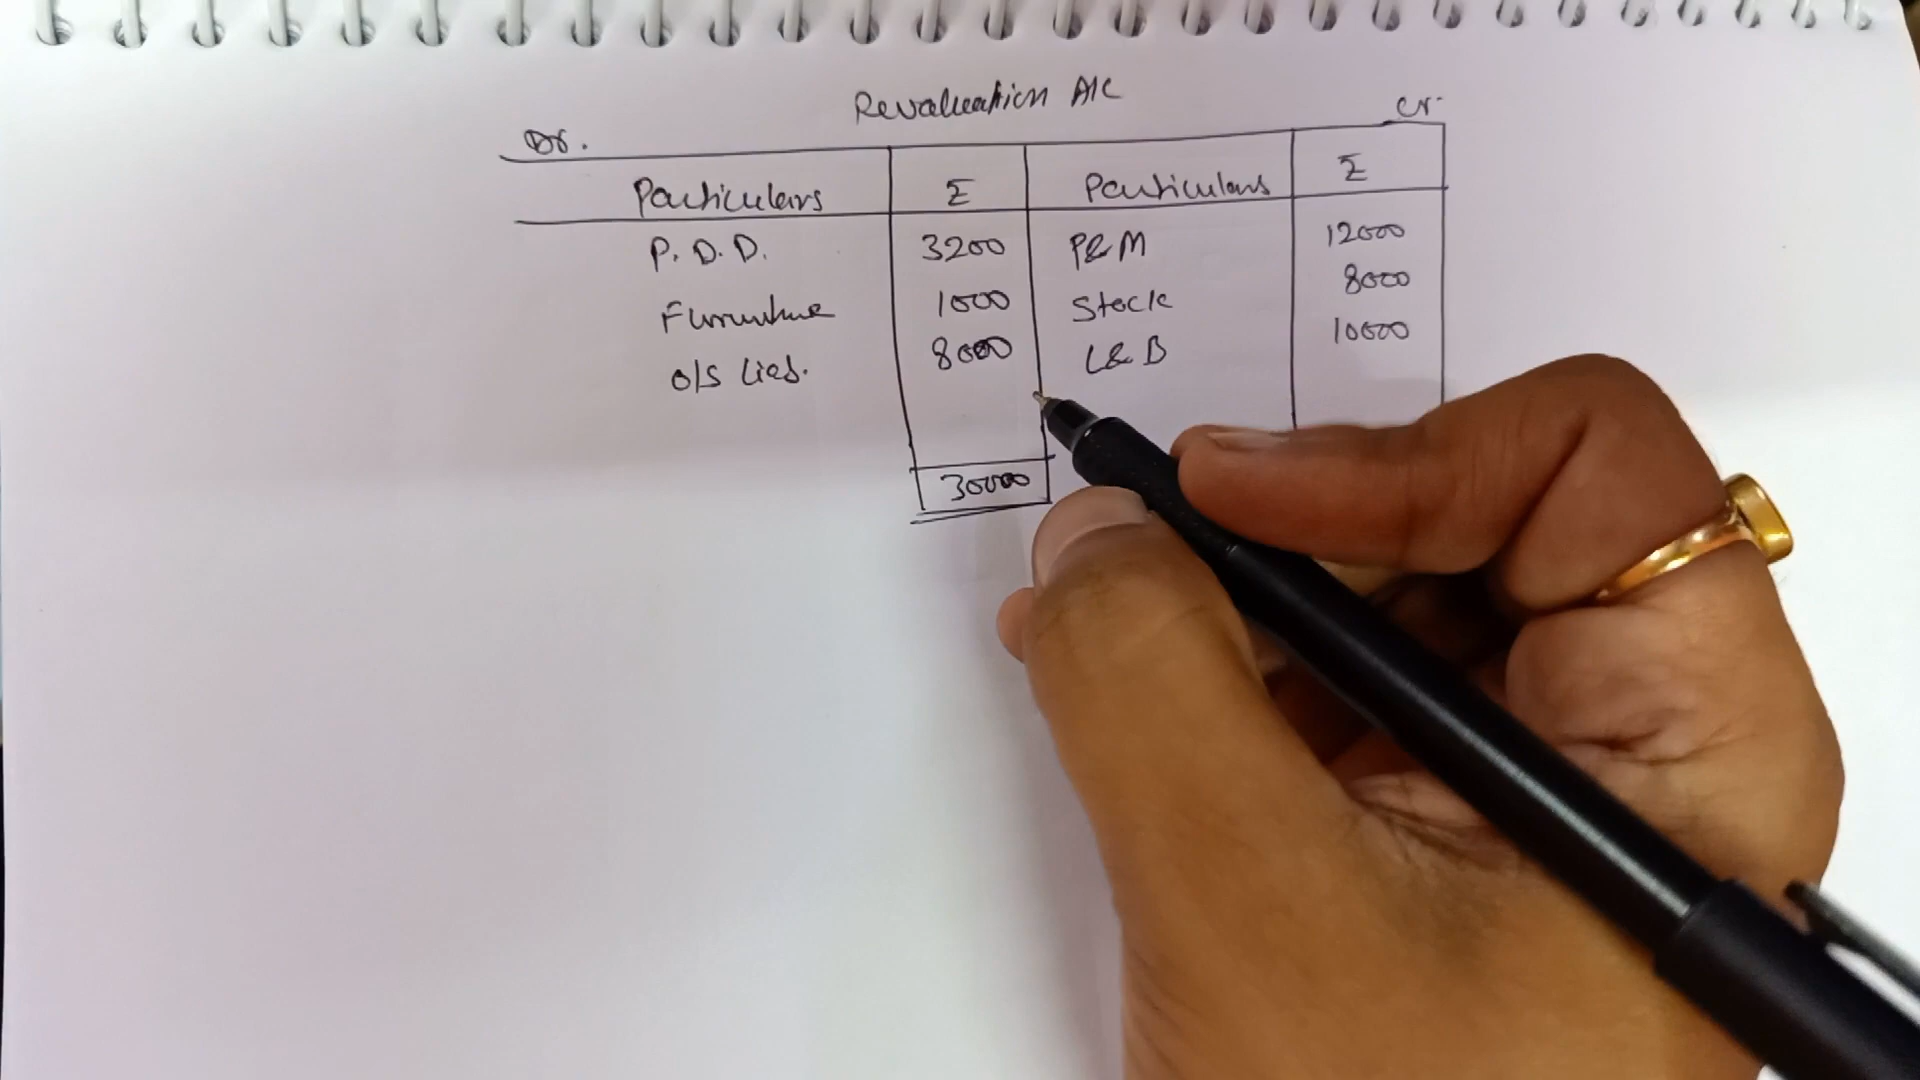 Revaluation A/c
Dr. Cr.
Particulars ₹ Particulars ₹
P.D.D. 3200 P&M 12000
Furniture 1000 Stock 8000
O/S Lies. 8000 L&B 10000
30000